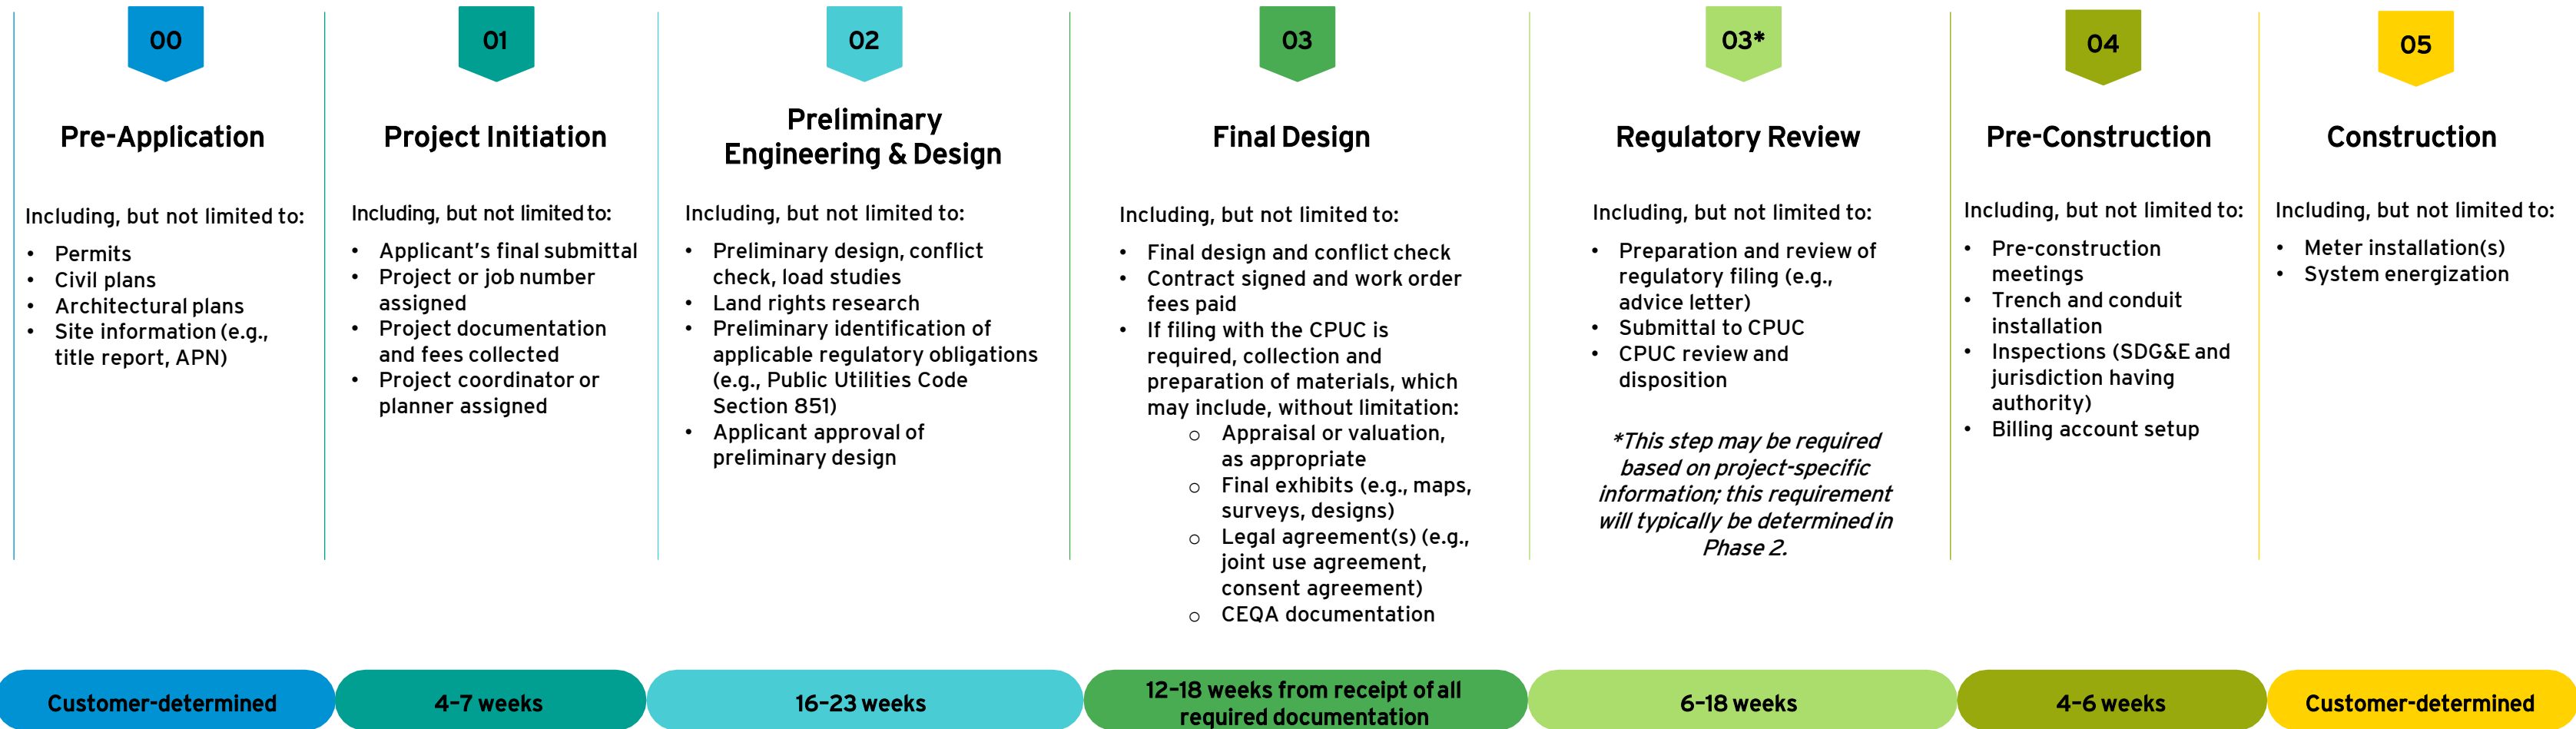 00
Pre-Application
Including, but not limited to:
• Permits
• Civil plans
• Architectural plans
• Site information (e.g.,
title report, APN)
Customer-determined
01
Project Initiation
Including, but not limited to:
• Applicant's final submittal
• Project or job number
assigned
• Project documentation
and fees collected
• Project coordinator or
planner assigned
4–7 weeks
02
Preliminary
Engineering & Design
Including, but not limited to:
• Preliminary design, conflict
check, load studies
• Land rights research
• Preliminary identification of
applicable regulatory obligations
(e.g., Public Utilities Code
Section 851)
• Applicant approval of
preliminary design
16–23 weeks
03
Final Design
Including, but not limited to:
• Final design and conflict check
• Contract signed and work order
fees paid
• If filing with the CPUC is
required, collection and
preparation of materials, which
may include, without limitation:
o Appraisal or valuation,
as appropriate
o Final exhibits (e.g., maps,
surveys, designs)
o Legal agreement(s) (e.g.,
joint use agreement,
consent agreement)
o CEQA documentation
12–18 weeks from receipt of all
required documentation
03*
Regulatory Review
Including, but not limited to:
• Preparation and review of
regulatory filing (e.g.,
advice letter)
• Submittal to CPUC
• CPUC review and
disposition
*This step may be required
based on project-specific
information; this requirement
will typically be determined in
Phase 2.
6–18 weeks
04
Pre-Construction
Including, but not limited to:
• Pre-construction
meetings
• Trench and conduit
installation
• Inspections (SDG&E and
jurisdiction having
authority)
• Billing account setup
4–6 weeks
05
Construction
Including, but not limited to:
• Meter installation(s)
• System energization
Customer-determined